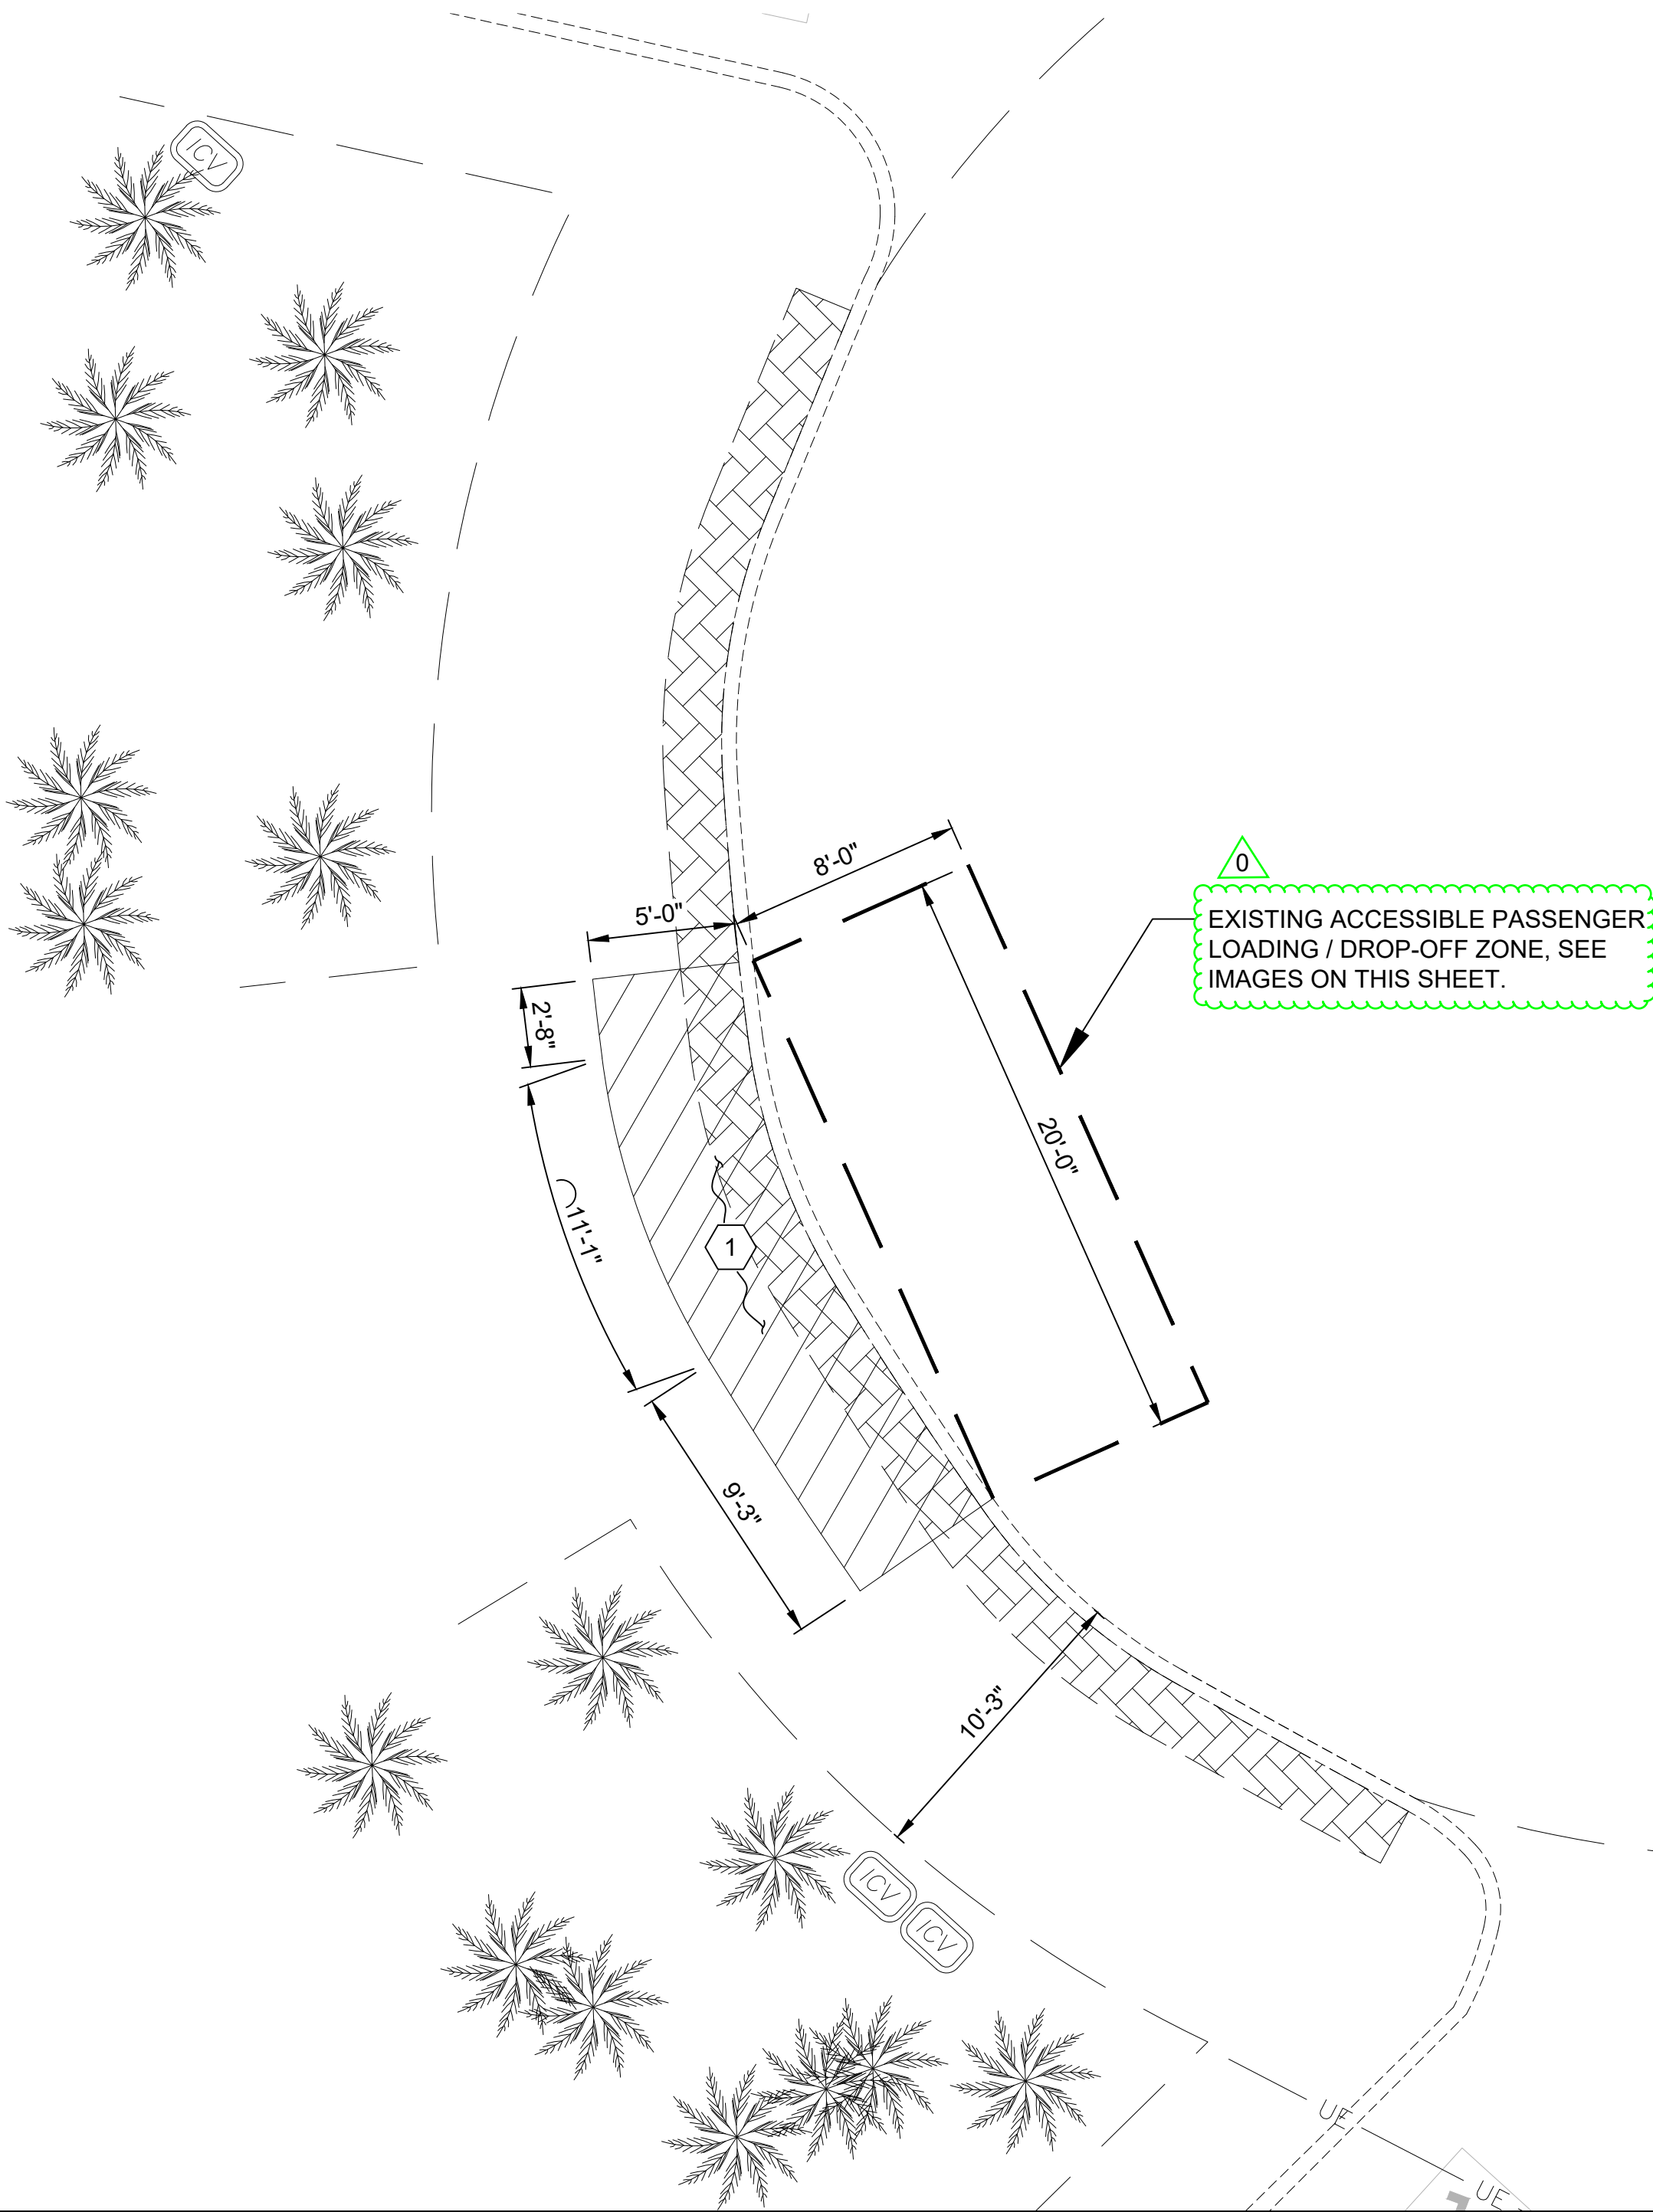 ICV
0
EXISTING ACCESSIBLE PASSENGER
LOADING / DROP-OFF ZONE, SEE
IMAGES ON THIS SHEET.
8'-0"
5'-0"
2'-8"
20'-0"
11'-1"
1
9'-3"
10'-3"
ICV
ICV
UE
UE